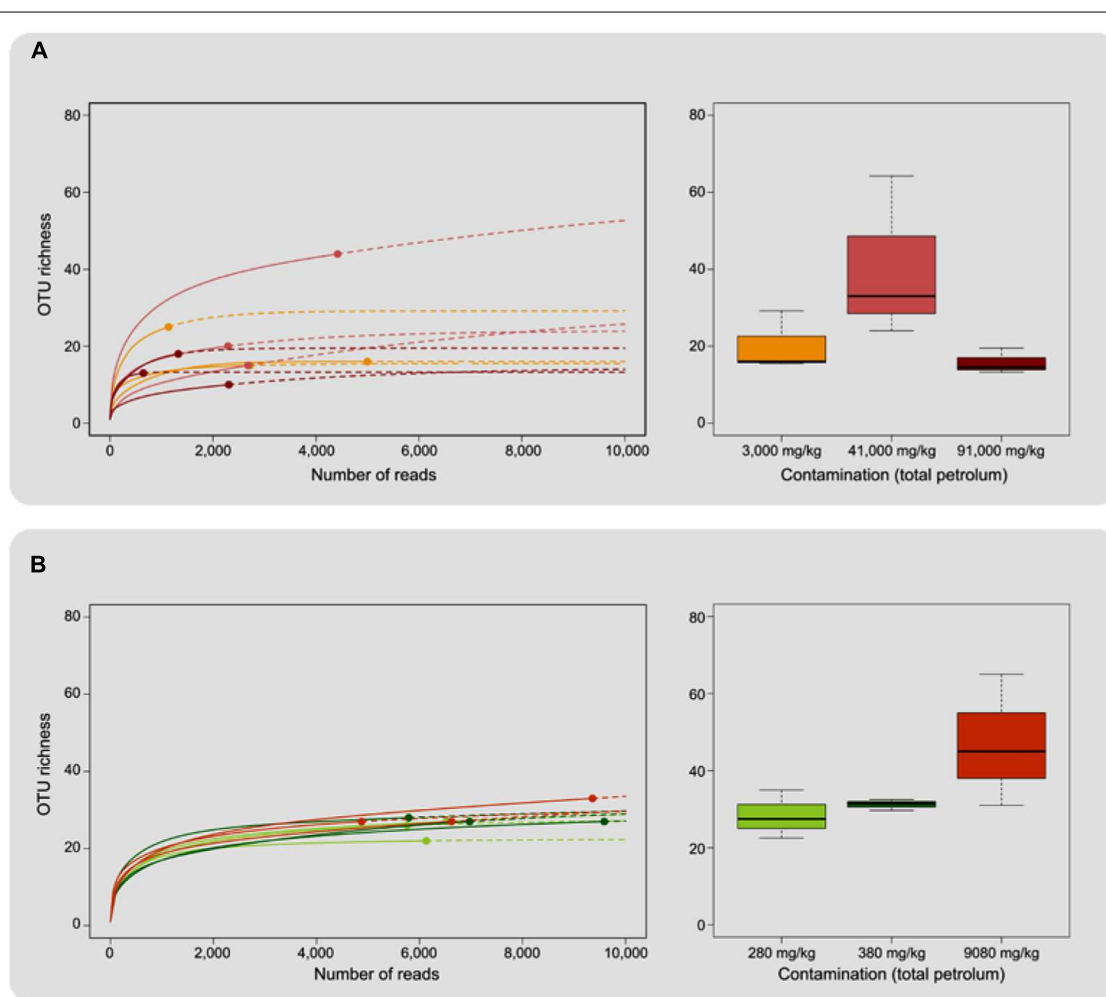 A
OTU richness
80
60
40
20
0
0 2,000 4,000 6,000 8,000 10,000
Number of reads
80
60
40
20
0
3,000 mg/kg 41,000 mg/kg 91,000 mg/kg
Contamination (total petrolum)
B
OTU richness
80
60
40
20
0
0 2,000 4,000 6,000 8,000 10,000
Number of reads
80
60
40
20
0
280 mg/kg 380 mg/kg 9080 mg/kg
Contamination (total petrolum)